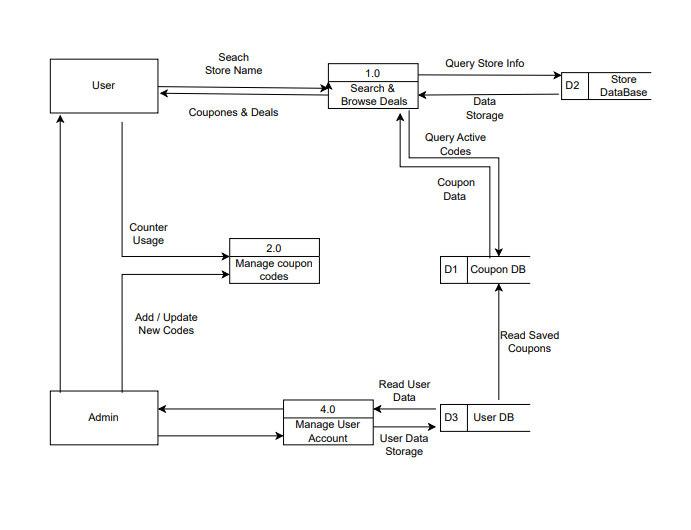 Seach
Store Name
User
1.0
Search &
Browse Deals
Query Store Info
D2
Store
DataBase
Coupones & Deals
Data
Storage
Query Active
Codes
Coupon
Data
Counter
Usage
2.0
Manage coupon
codes
D1
Coupon DB
Add / Update
New Codes
Read Saved
Coupons
Admin
4.0
Manage User
Account
Read User
Data
D3
User DB
User Data
Storage